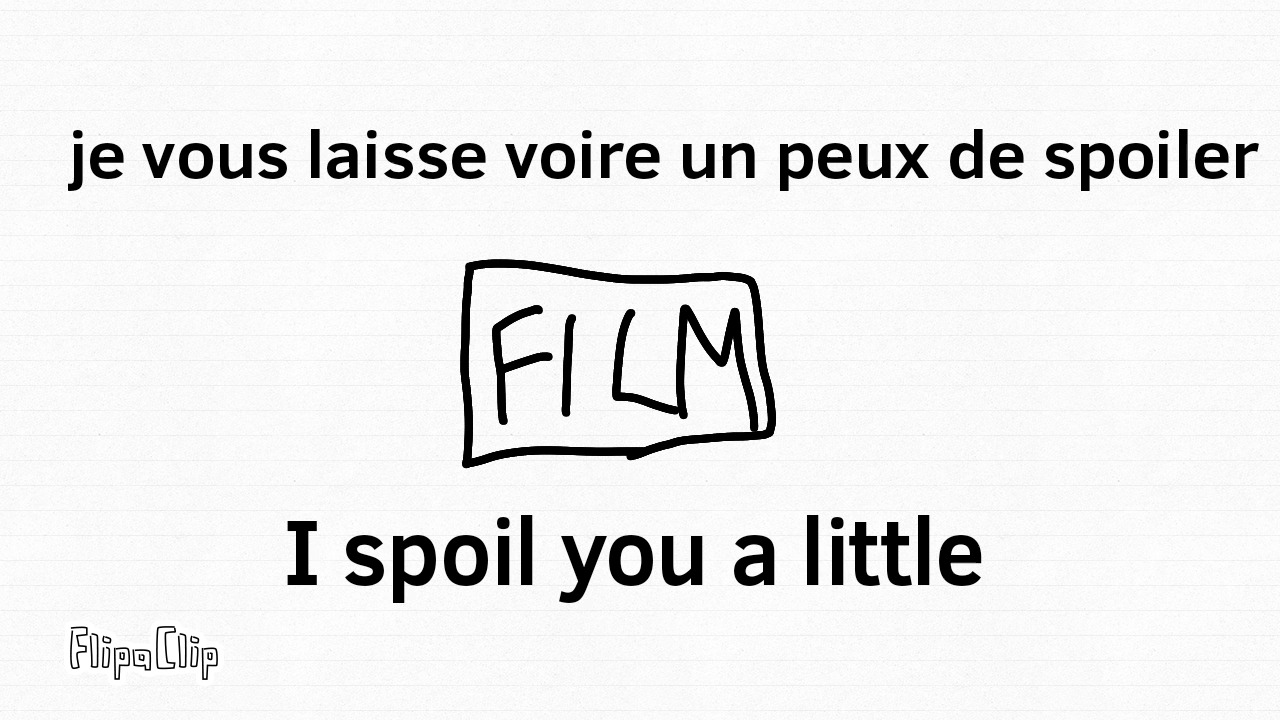 je vous laisse voire un peux de spoiler
FILM
I spoil you a little
FlipaClip